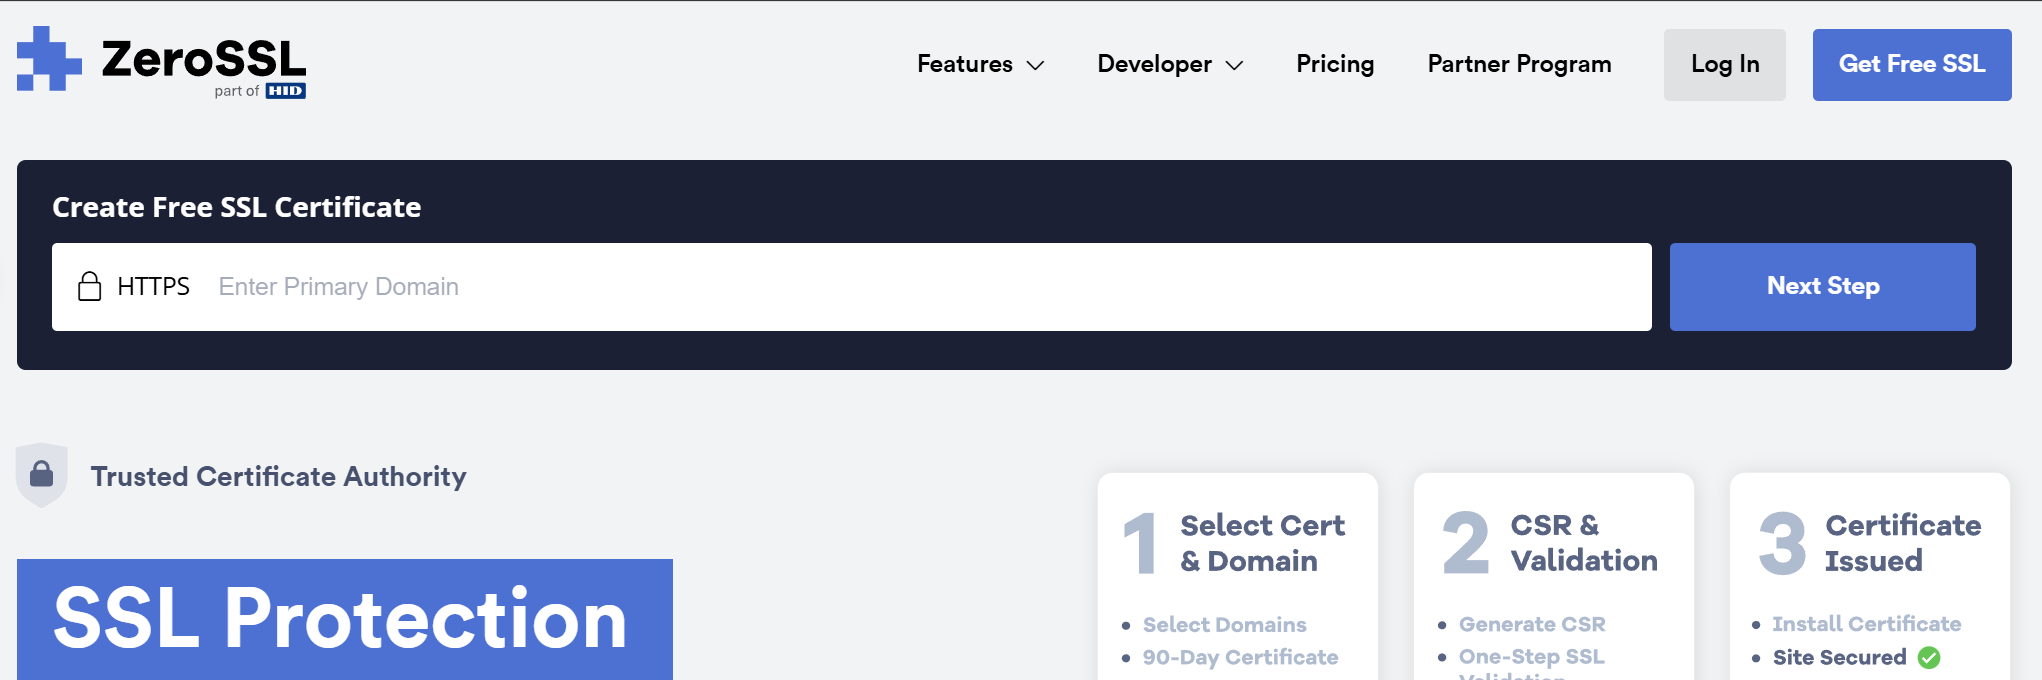 ZeroSSL
part of HID
Features
Developer
Pricing
Partner Program
Log In
Get Free SSL
Create Free SSL Certificate
HTTPS
Enter Primary Domain
Next Step
Trusted Certificate Authority
SSL Protection
1
Select Cert
& Domain
Select Domains
90-Day Certificate
2
CSR &
Validation
Generate CSR
One-Step SSL
Validation
3
Certificate
Issued
Install Certificate
Site Secured